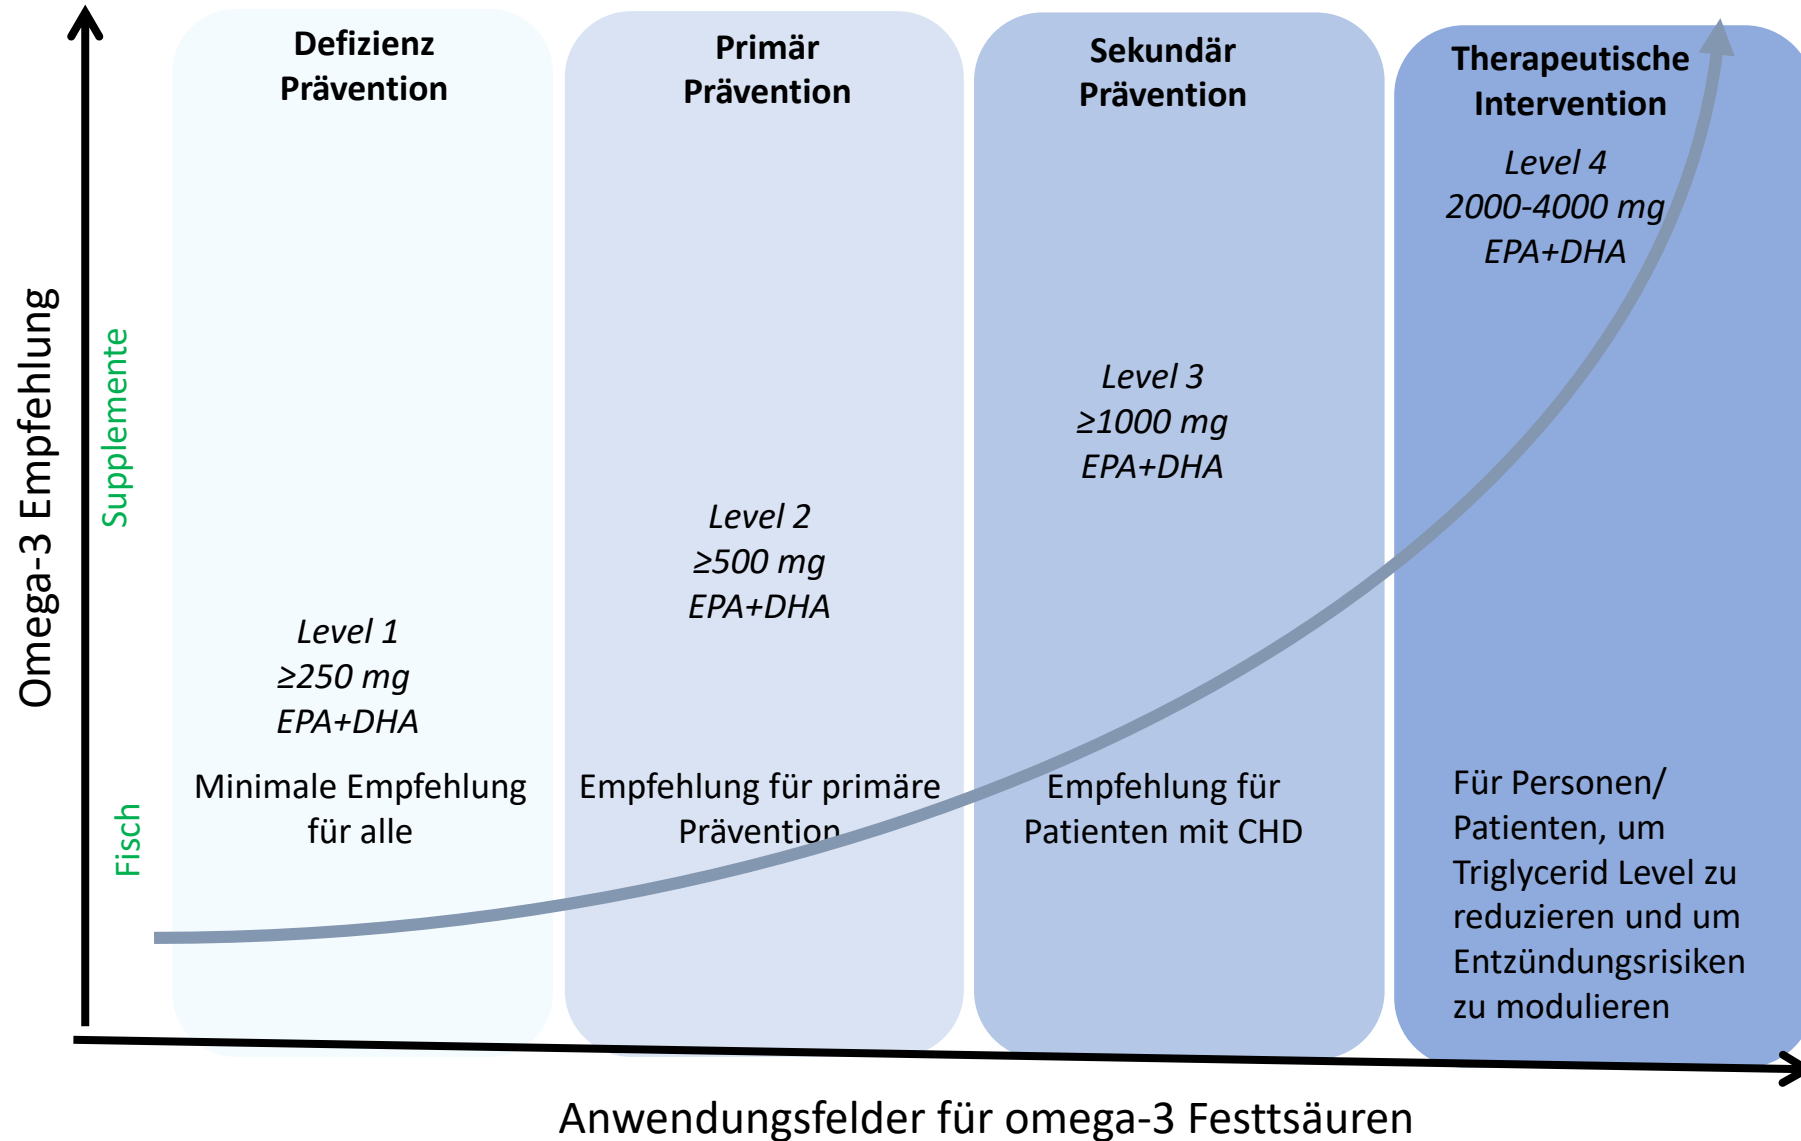 Omega-3 Empfehlung
Supplemente
Fisch
Defizienz
Prävention
Level 1
≥250 mg
EPA+DHA
Minimale Empfehlung
für alle
Primär
Prävention
Level 2
≥500 mg
EPA+DHA
Empfehlung für primäre
Prävention
Sekundär
Prävention
Level 3
≥1000 mg
EPA+DHA
Empfehlung für
Patienten mit CHD
Therapeutische
Intervention
Level 4
2000-4000 mg
EPA+DHA
Für Personen/
Patienten, um
Triglycerid Level zu
reduzieren und um
Entzündungsrisiken
zu modulieren
Anwendungsfelder für omega-3 Festtsäuren